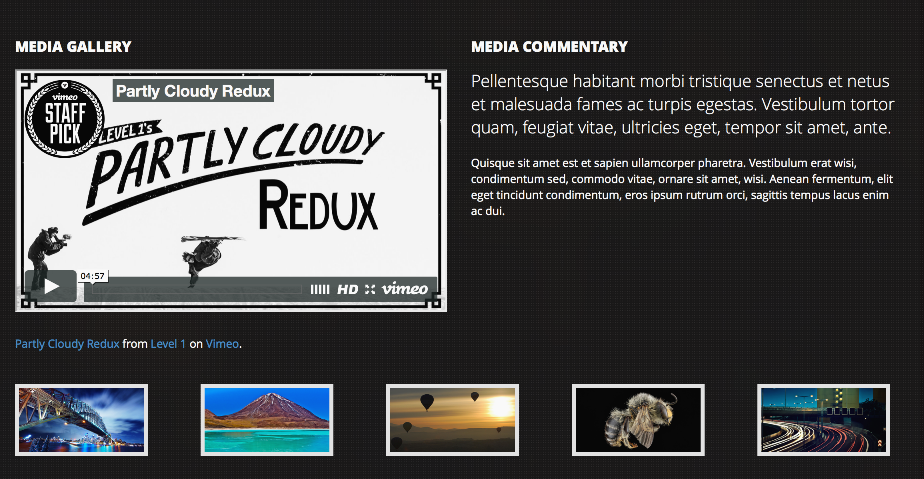 MEDIA GALLERY
Partly Cloudy Redux
vimeo
STAFF
PICK
LEVEL 1's
PARTLY CLOUDY
REDUX
04:57
HD vimeo
Partly Cloudy Redux from Level 1 on Vimeo.
MEDIA COMMENTARY
Pellentesque habitant morbi tristique senectus et netus
et malesuada fames ac turpis egestas. Vestibulum tortor
quam, feugiat vitae, ultricies eget, tempor sit amet, ante.
Quisque sit amet est et sapien ullamcorper pharetra. Vestibulum erat wisi,
condimentum sed, commodo vitae, ornare sit amet, wisi. Aenean fermentum, elit
eget tincidunt condimentum, eros ipsum rutrum orci, sagittis tempus lacus enim
ac dui.